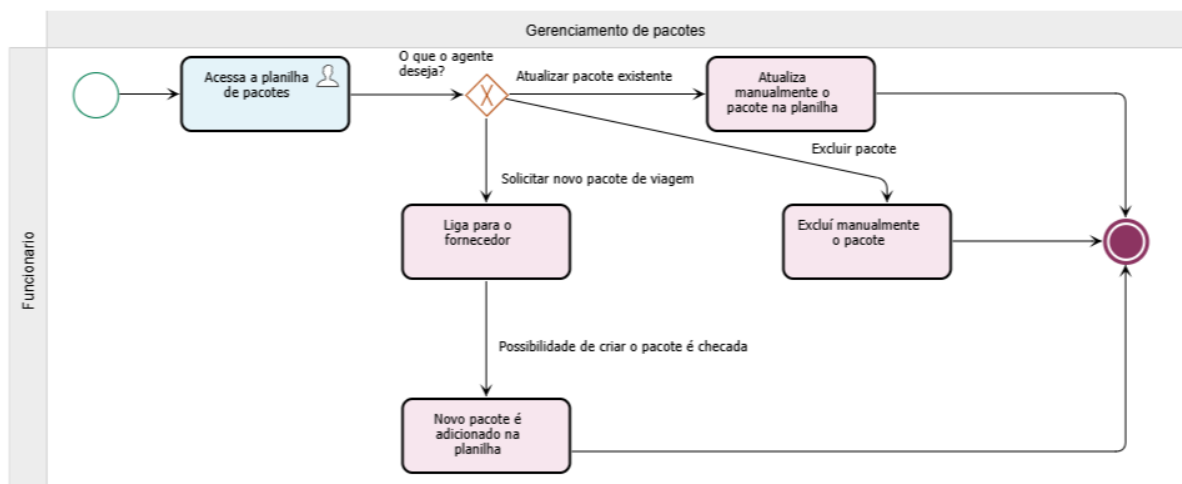 Gerenciamento de pacotes
Funcionario
Acessa a planilha
de pacotes
O que o agente
deseja?
Atualizar pacote existente
Atualiza
manualmente o
pacote na planilha
Excluir pacote
Solicitar novo pacote de viagem
Liga para o
fornecedor
Excluí manualmente
o pacote
Possibilidade de criar o pacote é checada
Novo pacote é
adicionado na
planilha